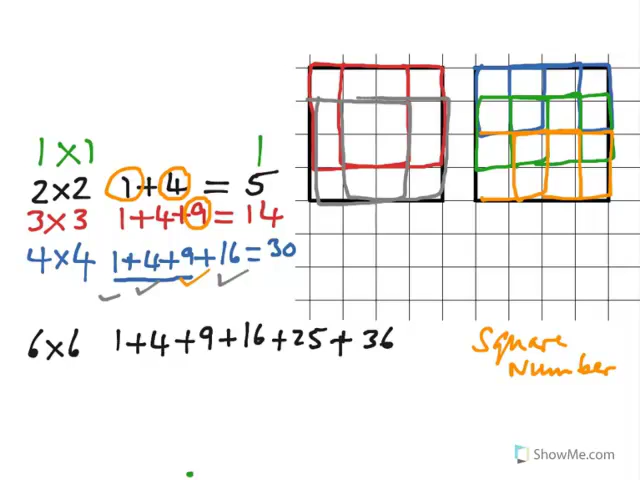 1 × 1 1
2 × 2 1 + 4 = 5
3 × 3 1 + 4 + 9 = 14
4 × 4 1 + 4 + 9 + 16 = 30
6 × 6 1 + 4 + 9 + 16 + 25 + 36
Square
Number
ShowMe.com